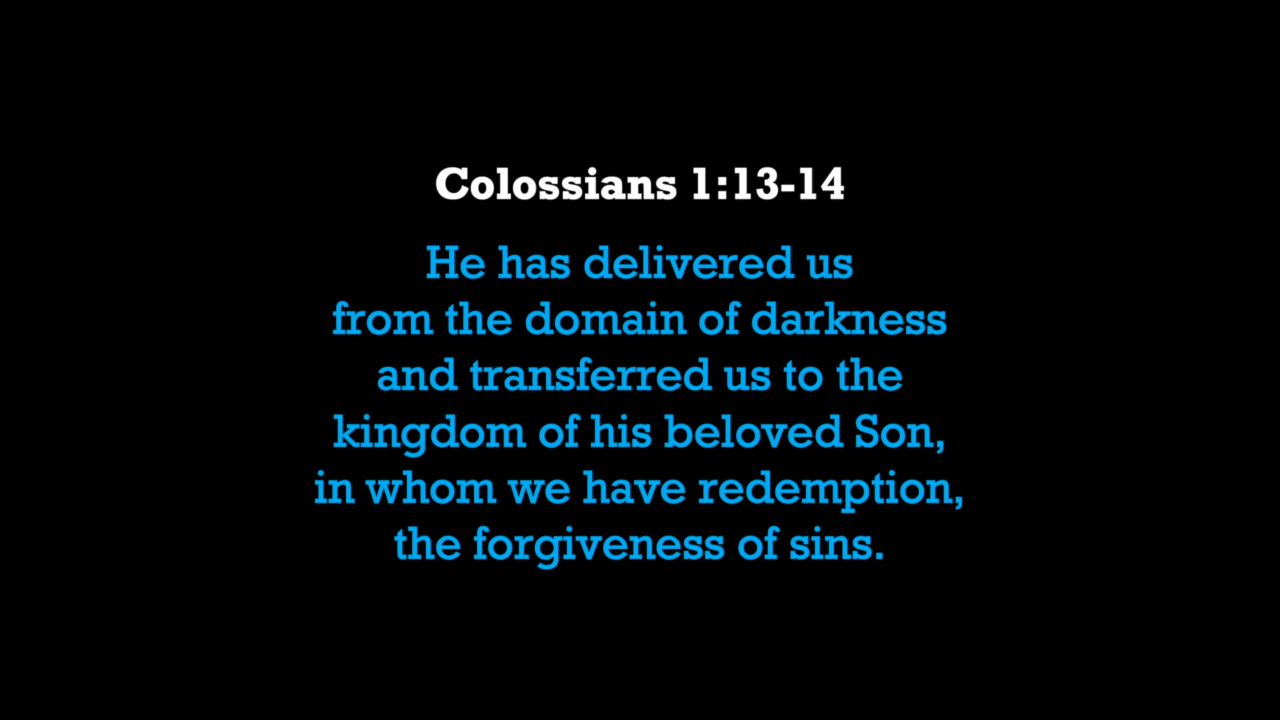 Colossians 1:13-14
He has delivered us
from the domain of darkness
and transferred us to the
kingdom of his beloved Son,
in whom we have redemption,
the forgiveness of sins.